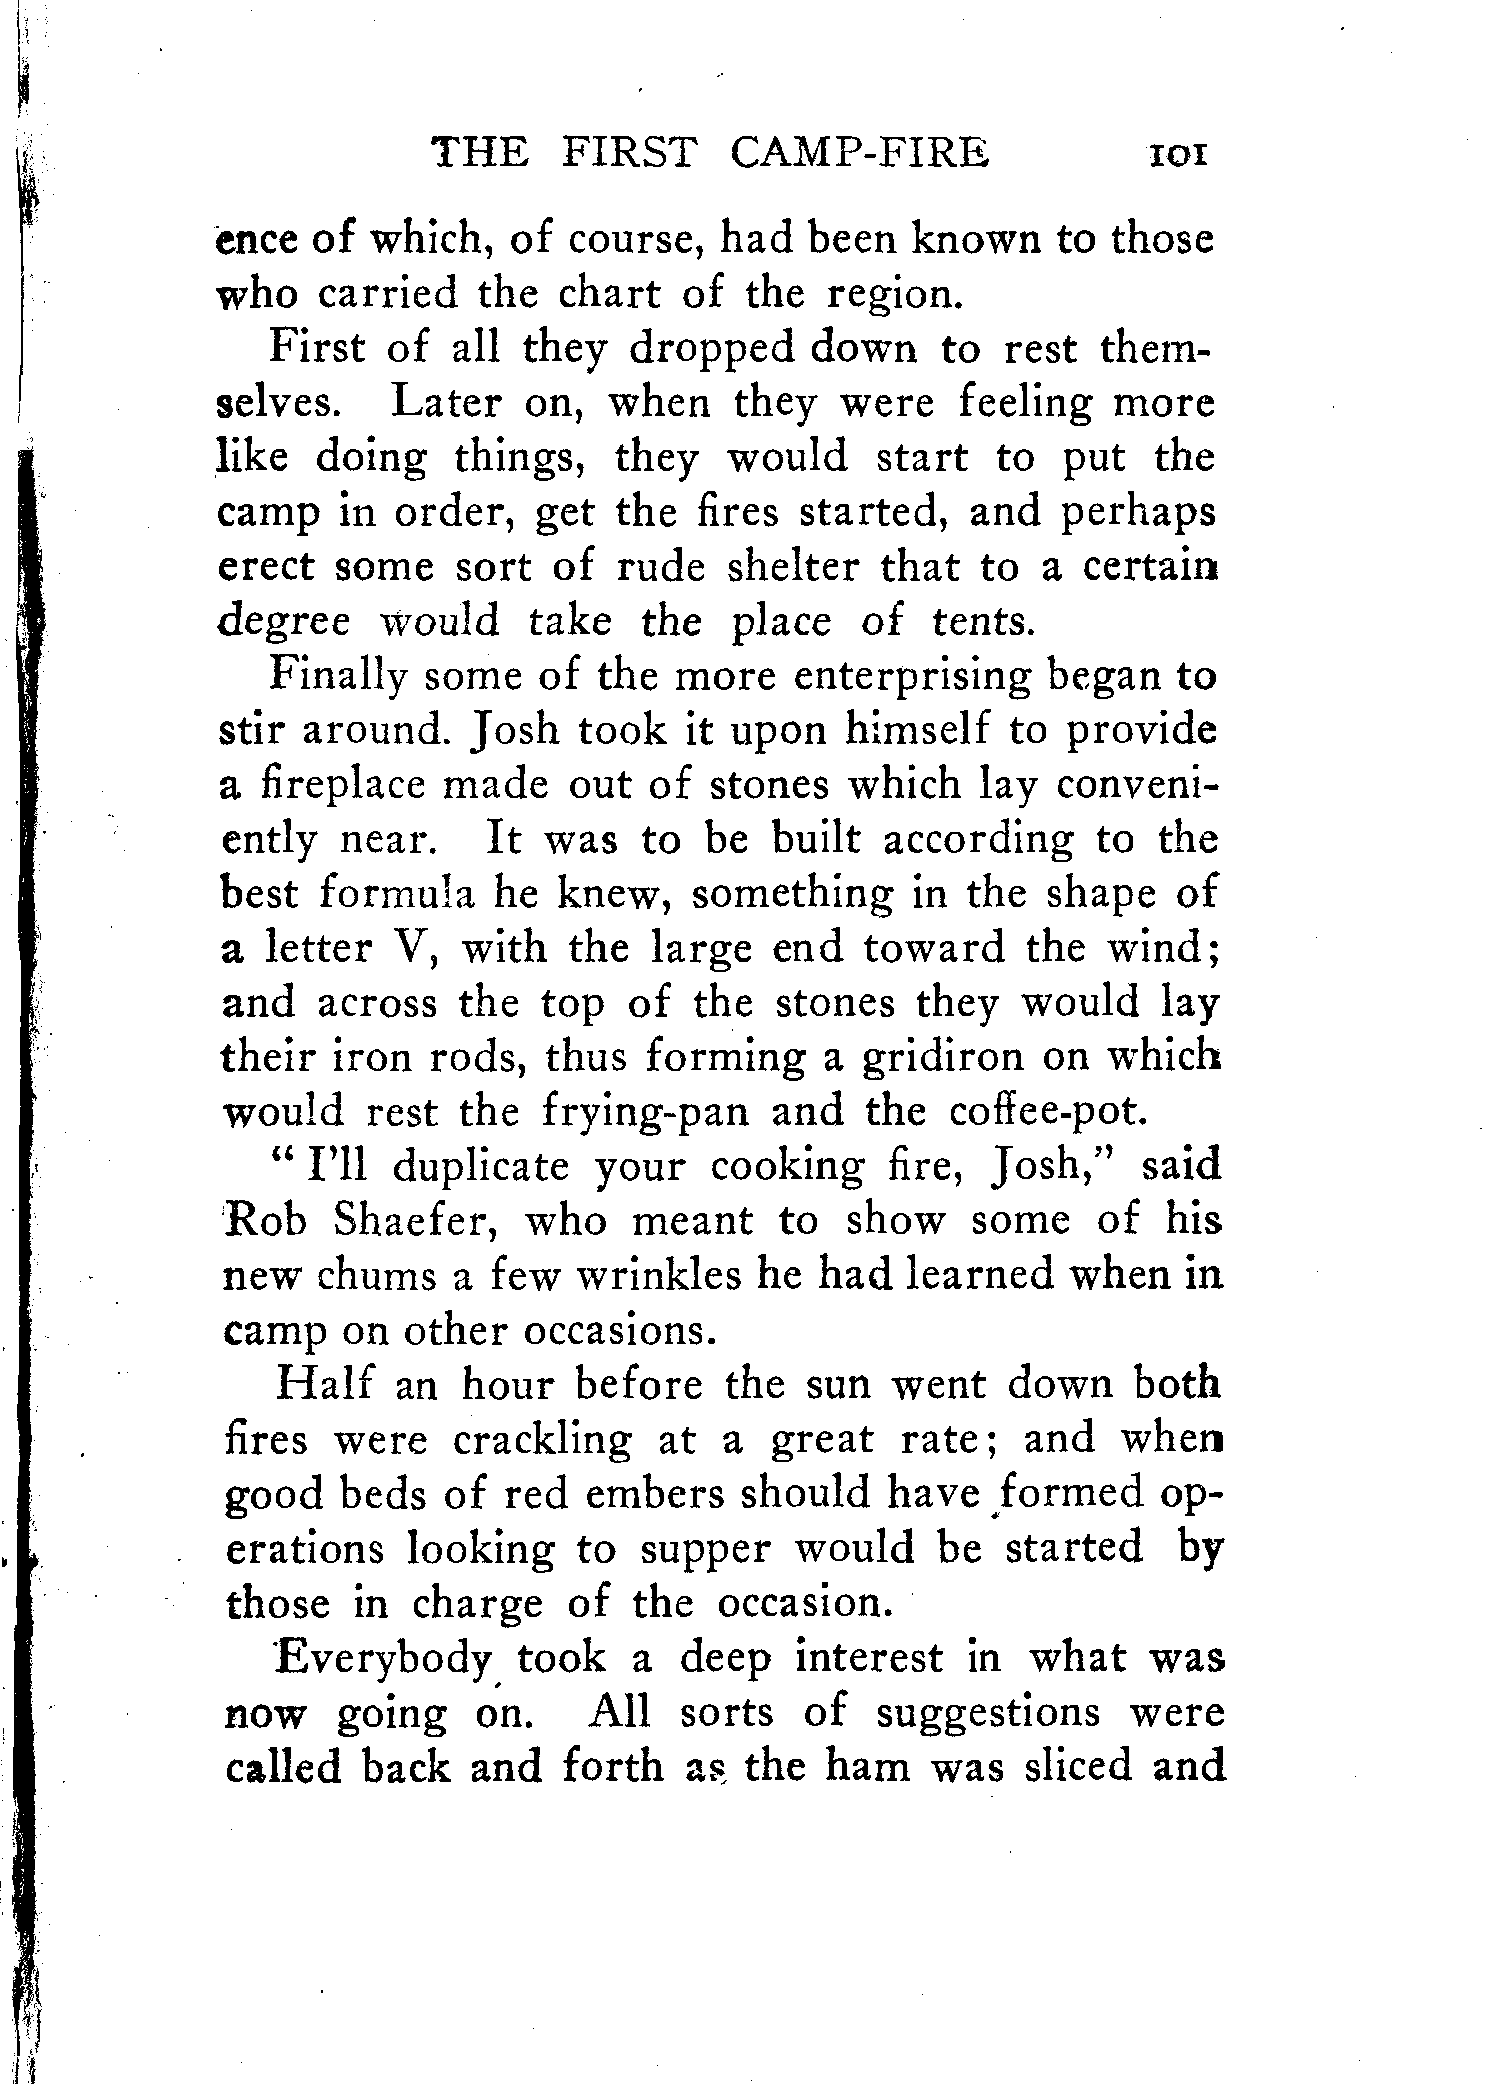 THE FIRST CAMP-FIRE 101
ence of which, of course, had been known to those
who carried the chart of the region.
First of all they dropped down to rest them-
selves. Later on, when they were feeling more
like doing things, they would start to put the
camp in order, get the fires started, and perhaps
erect some sort of rude shelter that to a certain
degree would take the place of tents.
Finally some of the more enterprising began to
stir around. Josh took it upon himself to provide
a fireplace made out of stones which lay conveni-
ently near. It was to be built according to the
best formula he knew, something in the shape of
a letter V, with the large end toward the wind;
and across the top of the stones they would lay
their iron rods, thus forming a gridiron on which
would rest the frying-pan and the coffee-pot.
“ I’ll duplicate your cooking fire, Josh,” said
Rob Shaefer, who meant to show some of his
new chums a few wrinkles he had learned when in
camp on other occasions.
Half an hour before the sun went down both
fires were crackling at a great rate; and when
good beds of red embers should have formed op-
erations looking to supper would be started by
those in charge of the occasion.
Everybody took a deep interest in what was
now going on. All sorts of suggestions were
called back and forth as the ham was sliced and